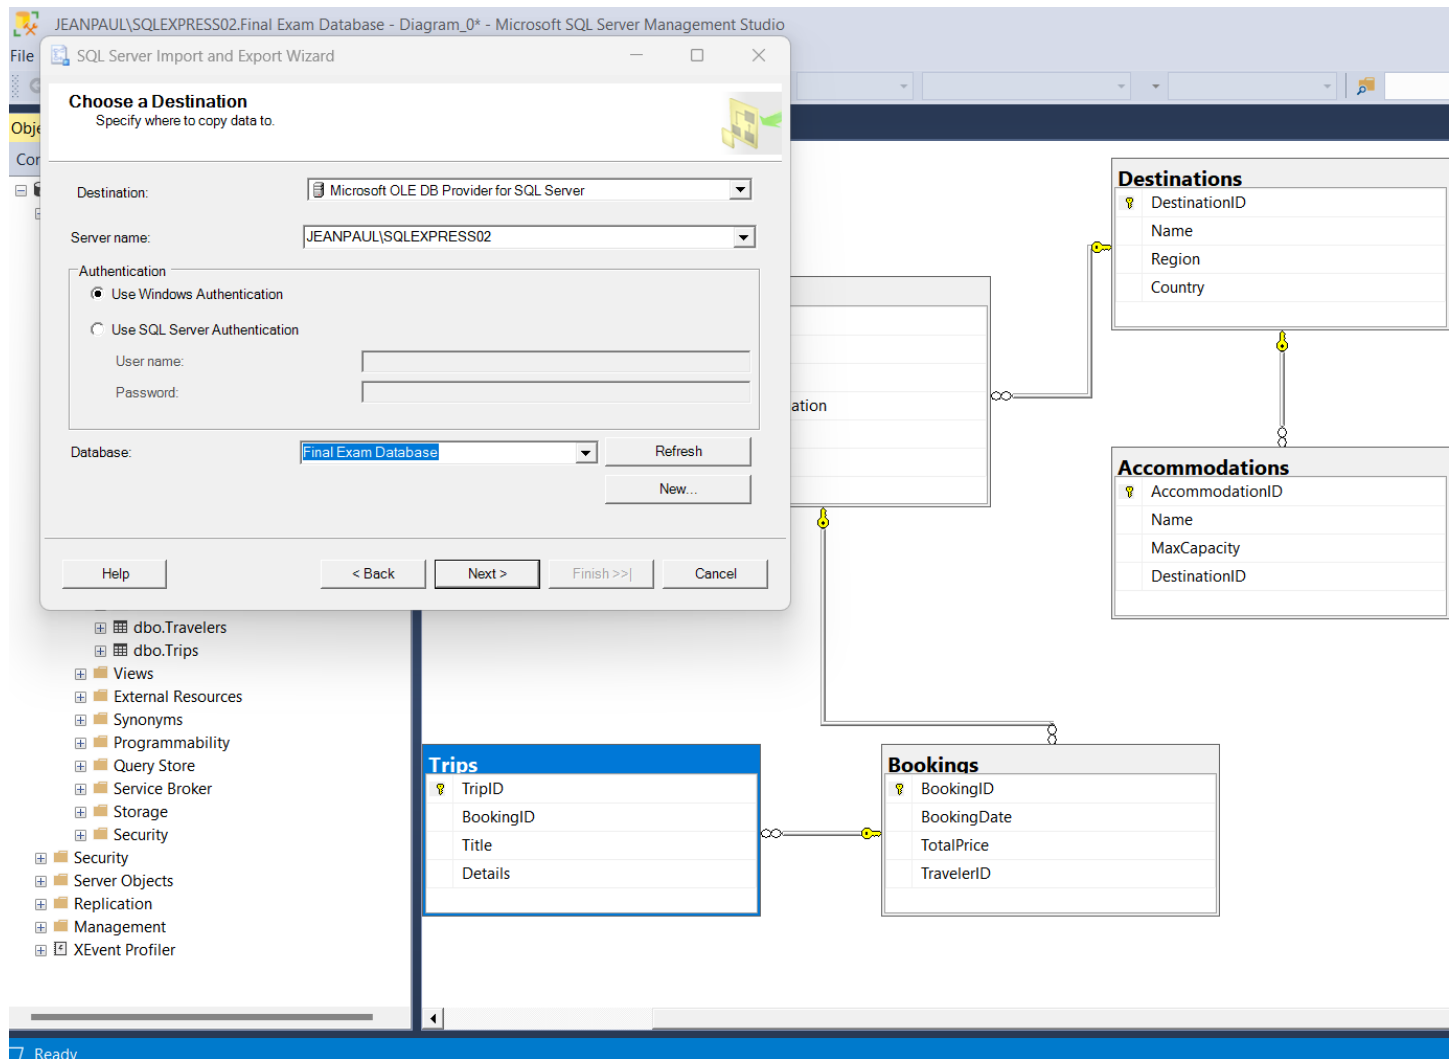 JEANPAUL\SQLEXPRESS02.Final Exam Database - Diagram_0* - Microsoft SQL Server Management Studio
File
SQL Server Import and Export Wizard
Choose a Destination
Specify where to copy data to.
Obje
Cor
Destination:
Microsoft OLE DB Provider for SQL Server
Server name:
JEANPAUL\SQLEXPRESS02
Authentication
Use Windows Authentication
Use SQL Server Authentication
User name:
Password:
Database:
Final Exam Database
Refresh
New...
Help
< Back
Next >
Finish >>|
Cancel
ation
Destinations
DestinationID
Name
Region
Country
Accommodations
AccommodationID
Name
MaxCapacity
DestinationID
dbo.Travelers
dbo.Trips
Views
External Resources
Synonyms
Programmability
Query Store
Service Broker
Storage
Security
Security
Server Objects
Replication
Management
XEvent Profiler
Trips
TripID
BookingID
Title
Details
Bookings
BookingID
BookingDate
TotalPrice
TravelerID
Ready